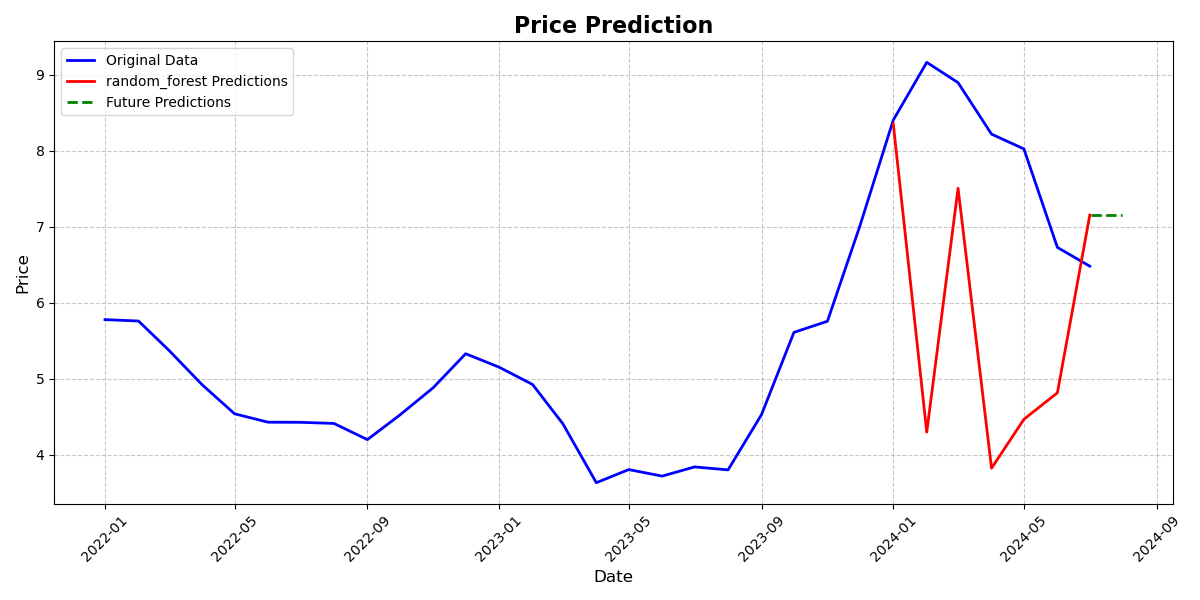 Price Prediction
Original Data
random_forest Predictions
Future Predictions
Price
9
8
7
6
5
4
2022-01
2022-05
2022-09
2023-01
2023-05
2023-09
2024-01
2024-05
2024-09
Date